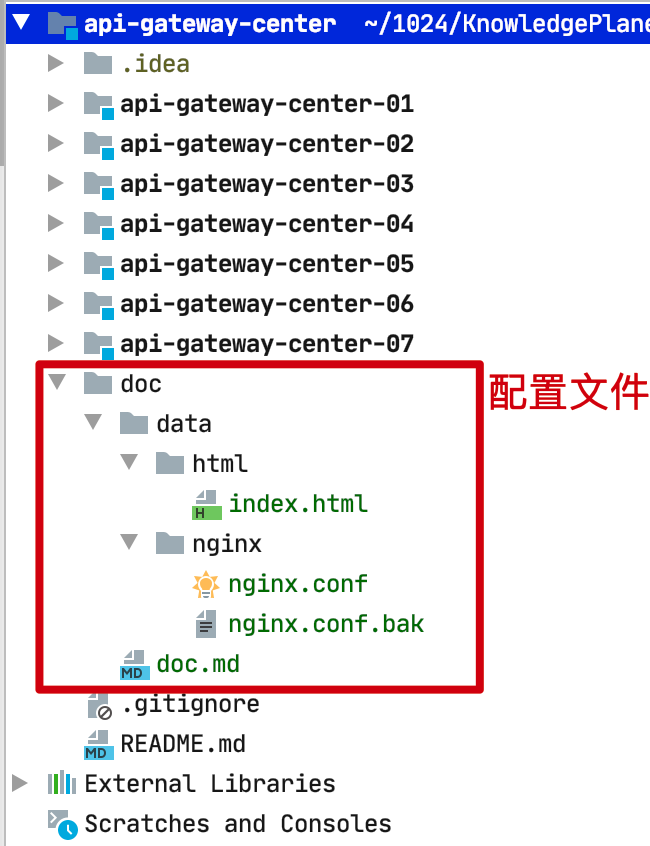 api-gateway-center ~/1024/KnowledgePlane
.idea
api-gateway-center-01
api-gateway-center-02
api-gateway-center-03
api-gateway-center-04
api-gateway-center-05
api-gateway-center-06
api-gateway-center-07
doc
配置文件
data
html
H
index.html
nginx
nginx.conf
nginx.conf.bak
MD
doc.md
.gitignore
MD
README.md
External Libraries
Scratches and Consoles